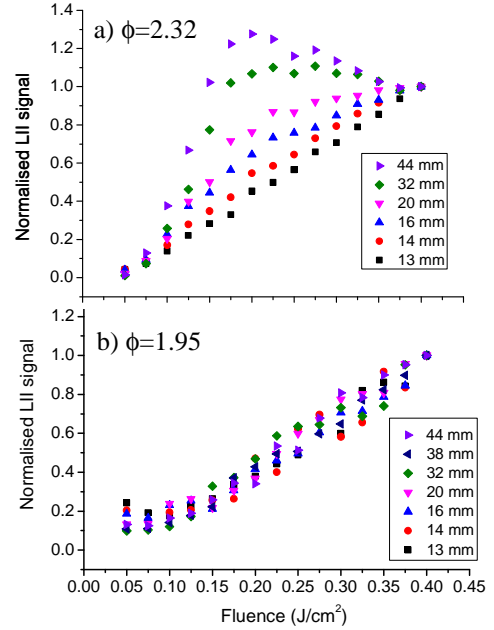 a) ϕ=2.32
Normalised LII signal
1.4
1.2
1.0
0.8
0.6
0.4
0.2
0.0
44 mm
32 mm
20 mm
16 mm
14 mm
13 mm
b) ϕ=1.95
Normalised LII signal
1.2
1.0
0.8
0.6
0.4
0.2
0.0
44 mm
38 mm
32 mm
20 mm
16 mm
14 mm
13 mm
0.00 0.05 0.10 0.15 0.20 0.25 0.30 0.35 0.40 0.45
Fluence (J/cm²)